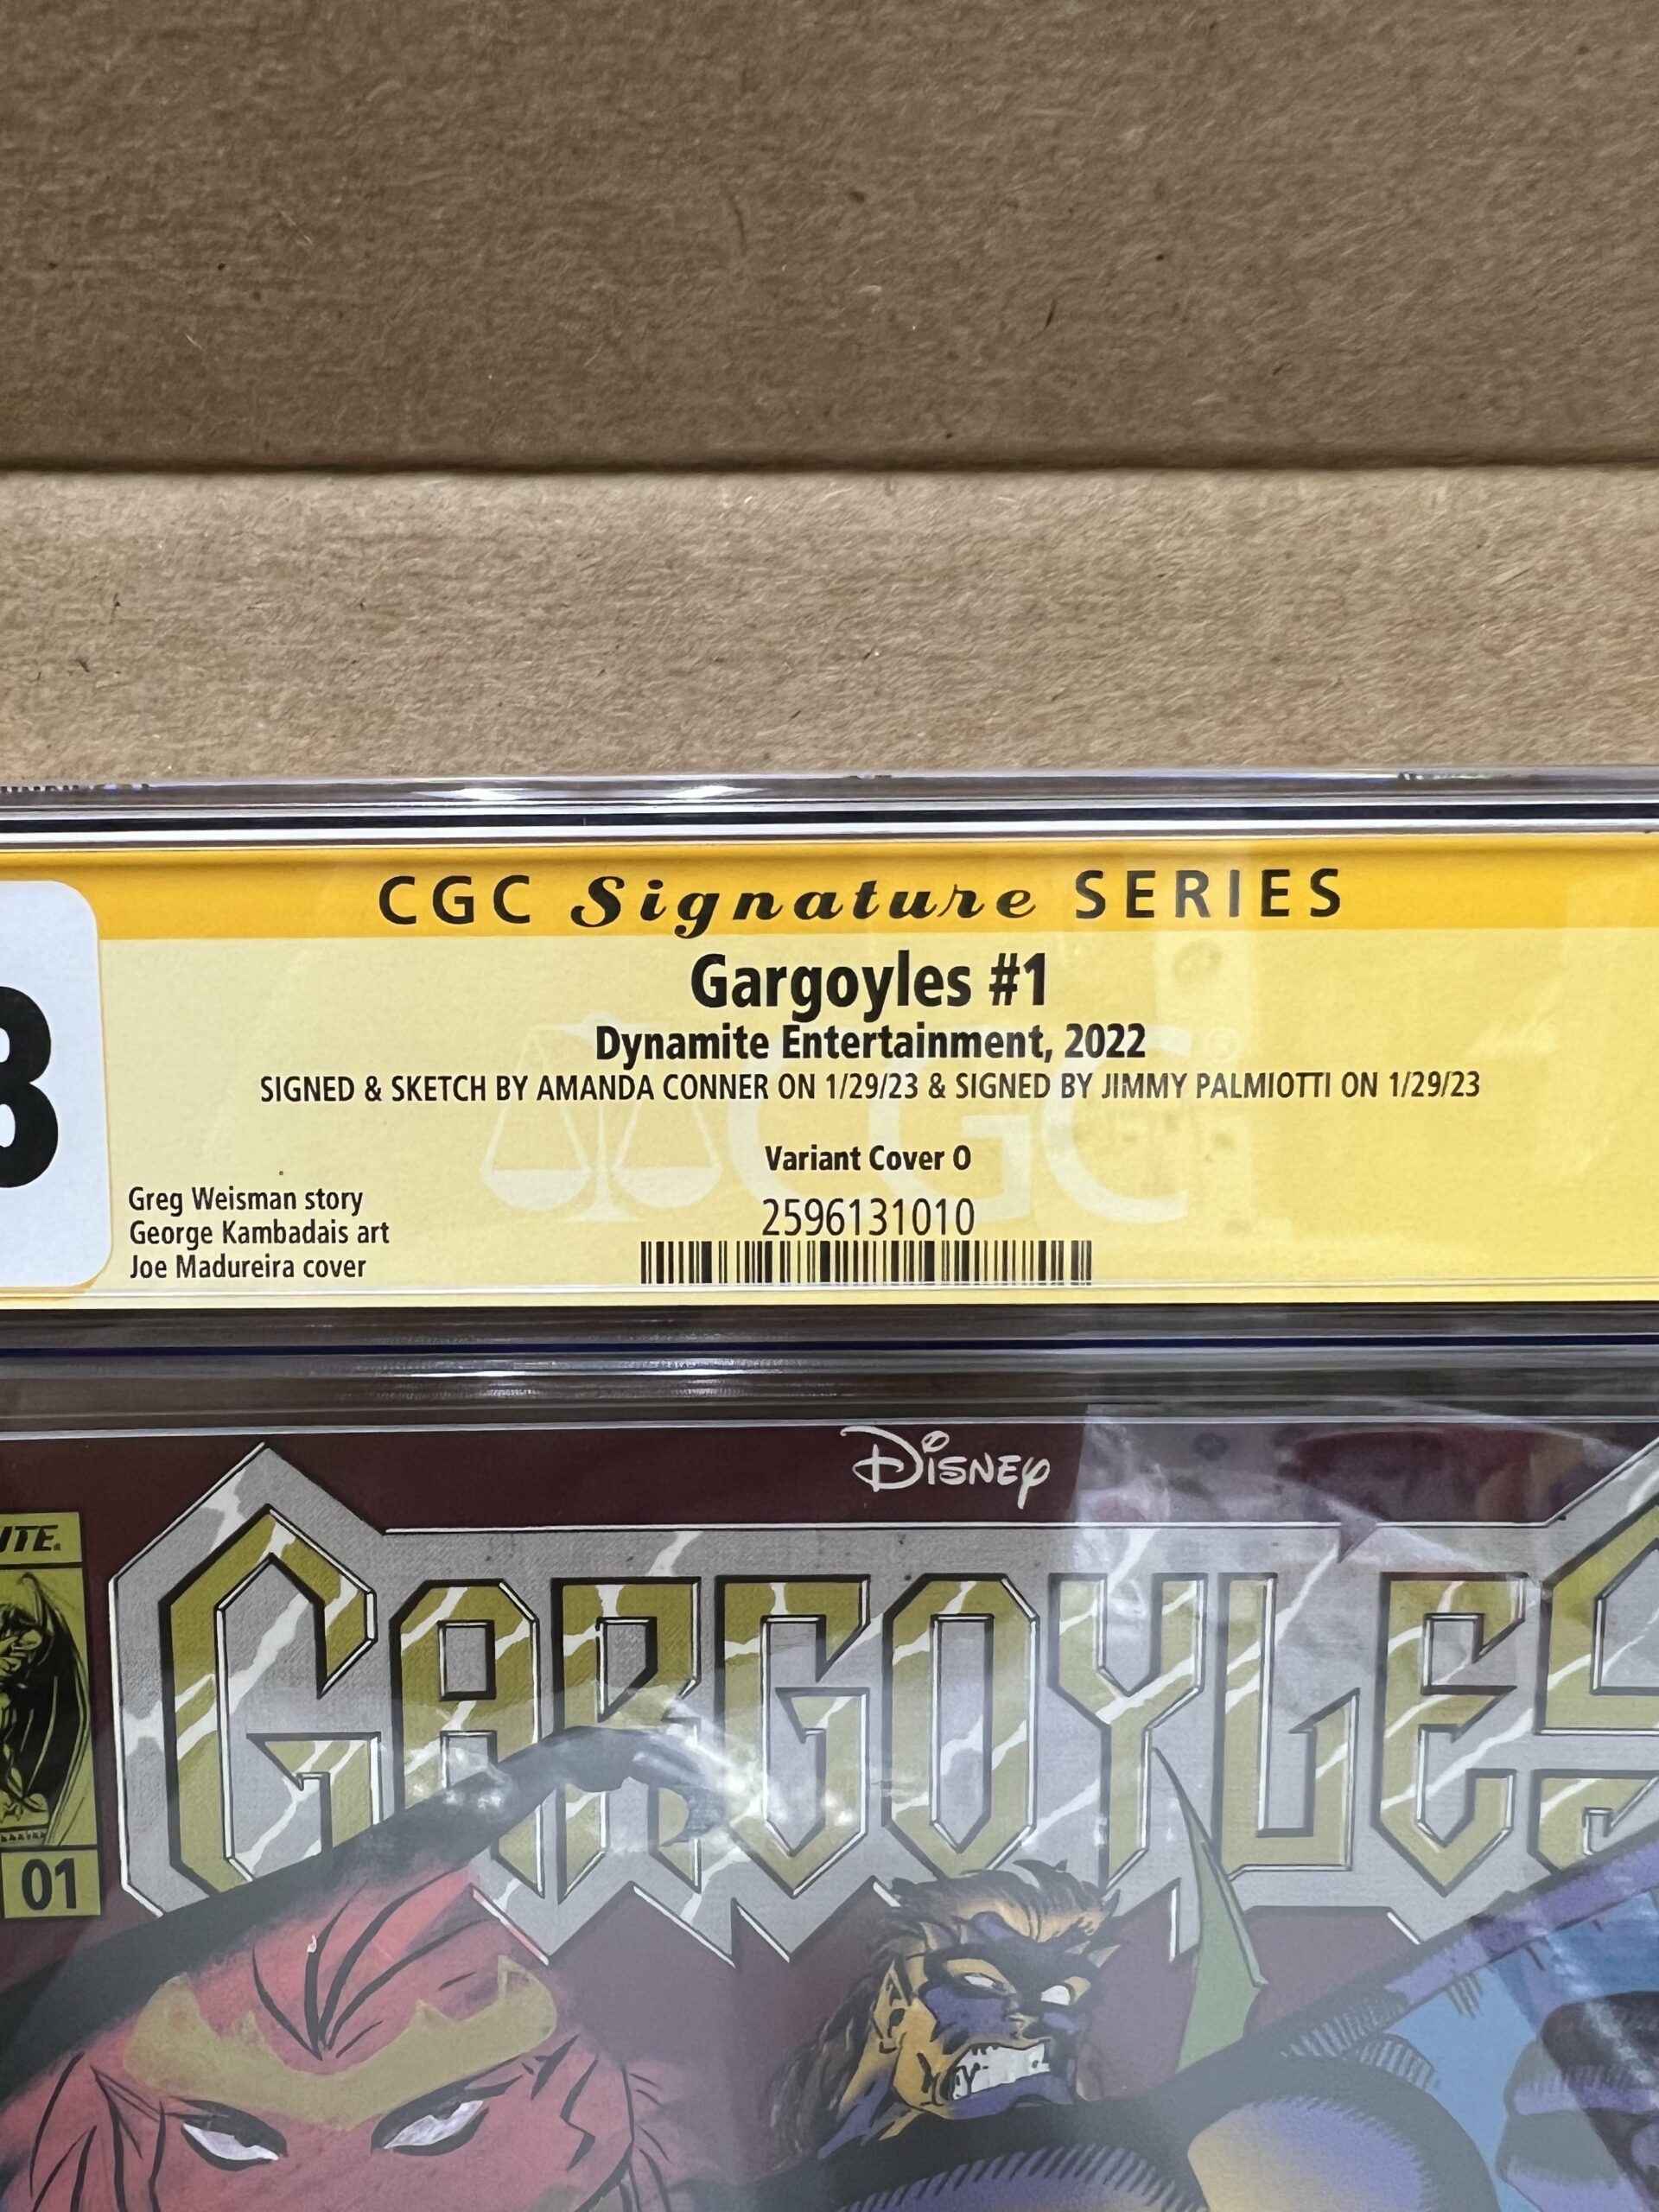 CGC Signature SERIES
Gargoyles #1
Dynamite Entertainment, 2022
SIGNED & SKETCH BY AMANDA CONNER ON 1/29/23 & SIGNED BY JIMMY PALMIOTTI ON 1/29/23
Variant Cover O
Greg Weisman story
George Kambadais art
Joe Madureira cover
2596131010
CGC
DISNEY
GARGOYLES
ITE.
01